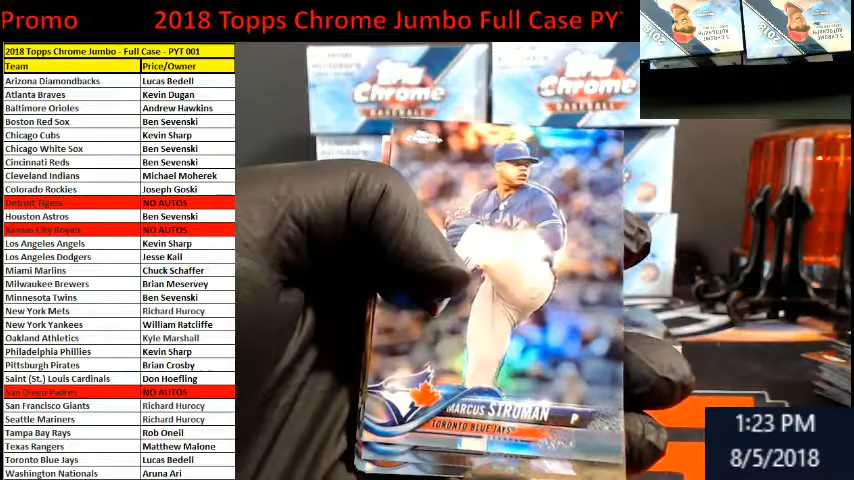 Promo 2018 Topps Chrome Jumbo Full Case PY
2018 Topps Chrome Jumbo - Full Case - PYT 001
Team Price/Owner
Arizona Diamondbacks Lucas Bedell
Atlanta Braves Kevin Dugan
Baltimore Orioles Andrew Hawkins
Boston Red Sox Ben Sevenski
Chicago Cubs Kevin Sharp
Chicago White Sox Ben Sevenski
Cincinnati Reds Ben Sevenski
Cleveland Indians Michael Moherek
Colorado Rockies Joseph Goski
Detroit Tigers NO AUTOS
Houston Astros Ben Sevenski
Kansas City Royals NO AUTOS
Los Angeles Angels Kevin Sharp
Los Angeles Dodgers Jesse Kail
Miami Marlins Chuck Schaffer
Milwaukee Brewers Brian Meservey
Minnesota Twins Ben Sevenski
New York Mets Richard Hurocy
New York Yankees William Ratcliffe
Oakland Athletics Kyle Marshall
Philadelphia Phillies Kevin Sharp
Pittsburgh Pirates Brian Crosby
Saint (St.) Louis Cardinals Don Hoefling
San Diego Padres NO AUTOS
San Francisco Giants Richard Hurocy
Seattle Mariners Richard Hurocy
Tampa Bay Rays Rob Oneil
Texas Rangers Matthew Malone
Toronto Blue Jays Lucas Bedell
Washington Nationals Aruna Ari
Topps
Chrome
BASEBALL
Topps
Chrome
BASEBALL
2018
2018
MARCUS STROMAN P
TORONTO BLUE JAYS
1:23 PM
8/5/2018